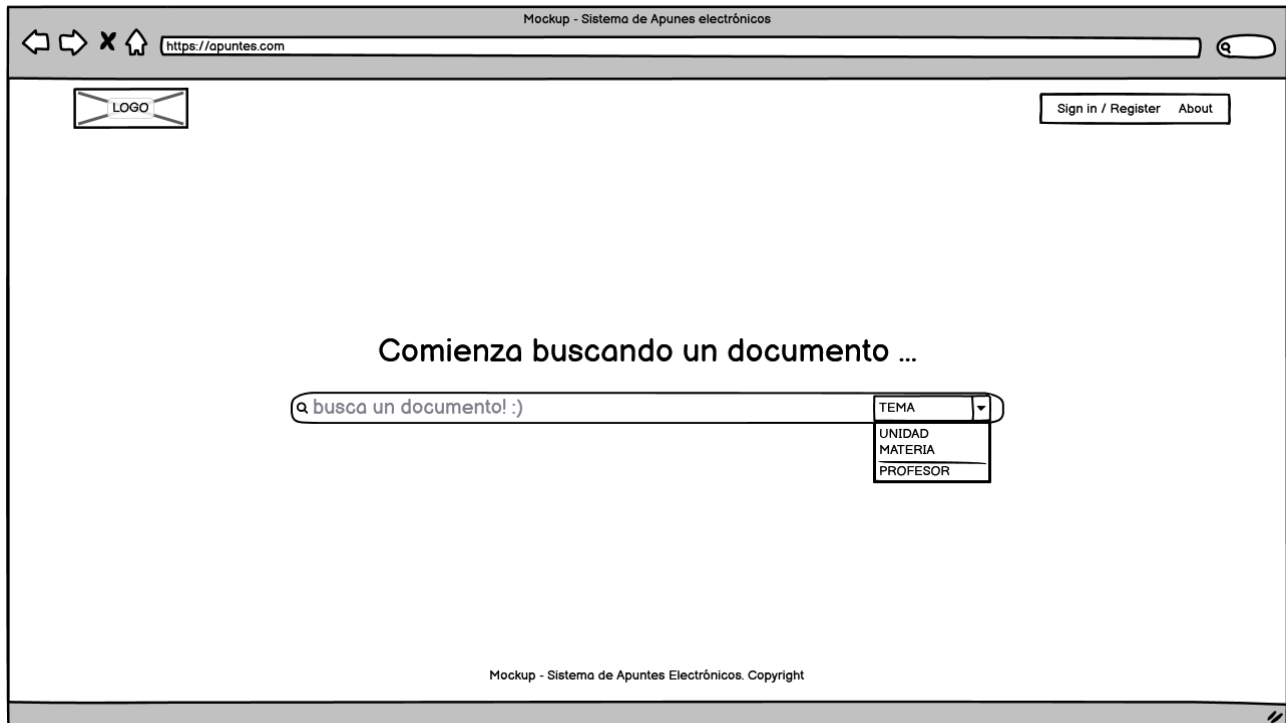 Mockup - Sistema de Apunes electrónicos
https://apuntes.com
LOGO
Sign in / Register About
Comienza buscando un documento ...
busca un documento! :)
TEMA
UNIDAD
MATERIA
PROFESOR
Mockup - Sistema de Apuntes Electrónicos. Copyright